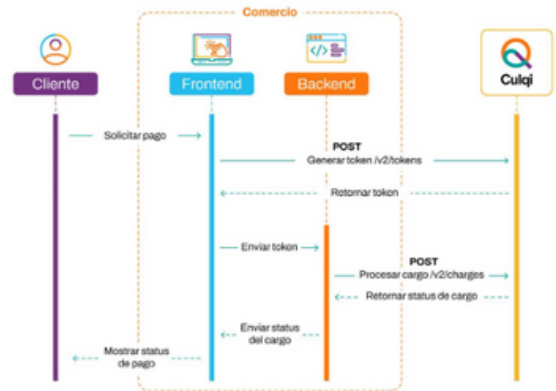 Comercio
Cliente
Frontend
Backend
Culqi
Solicitar pago
POST
Generar token /v2/tokens
Retornar token
Enviar token
POST
Procesar cargo /v2/charges
Retornar status de cargo
Enviar status
del cargo
Mostrar status
de pago